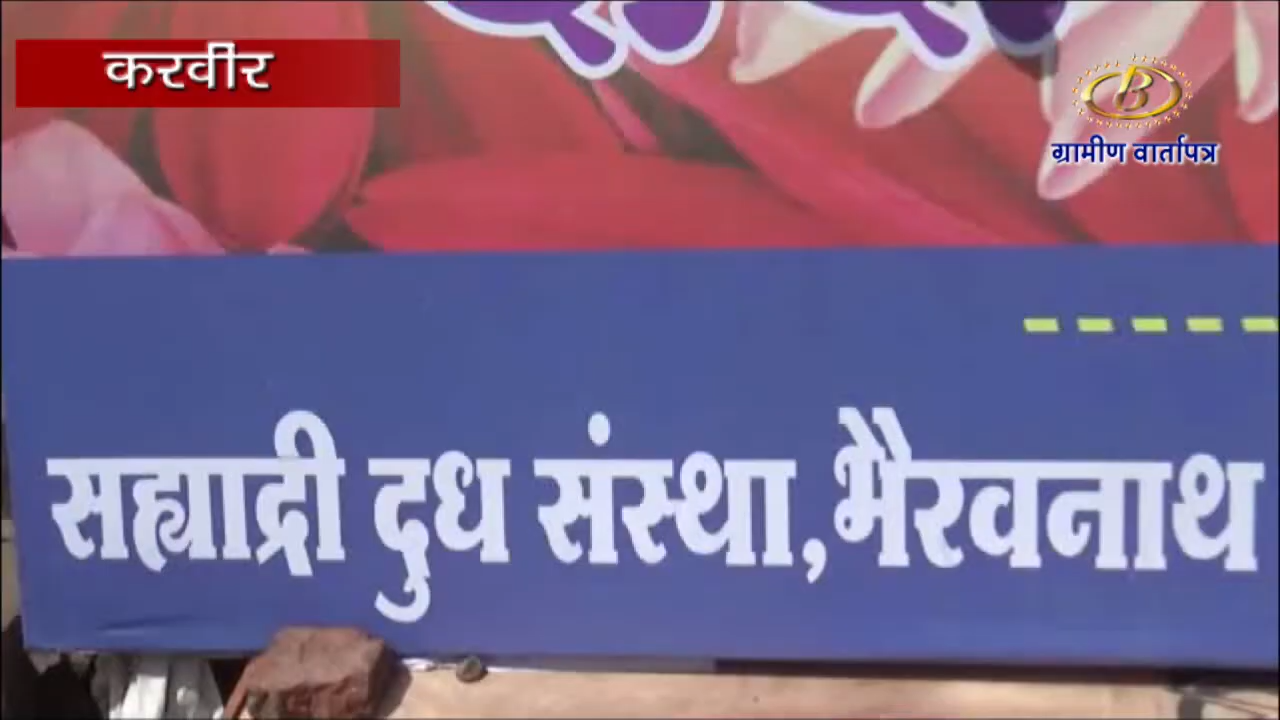 करवीर
B
ग्रामीण वार्तापत्र
सह्याद्री दुध संस्था,भैरवनाथ